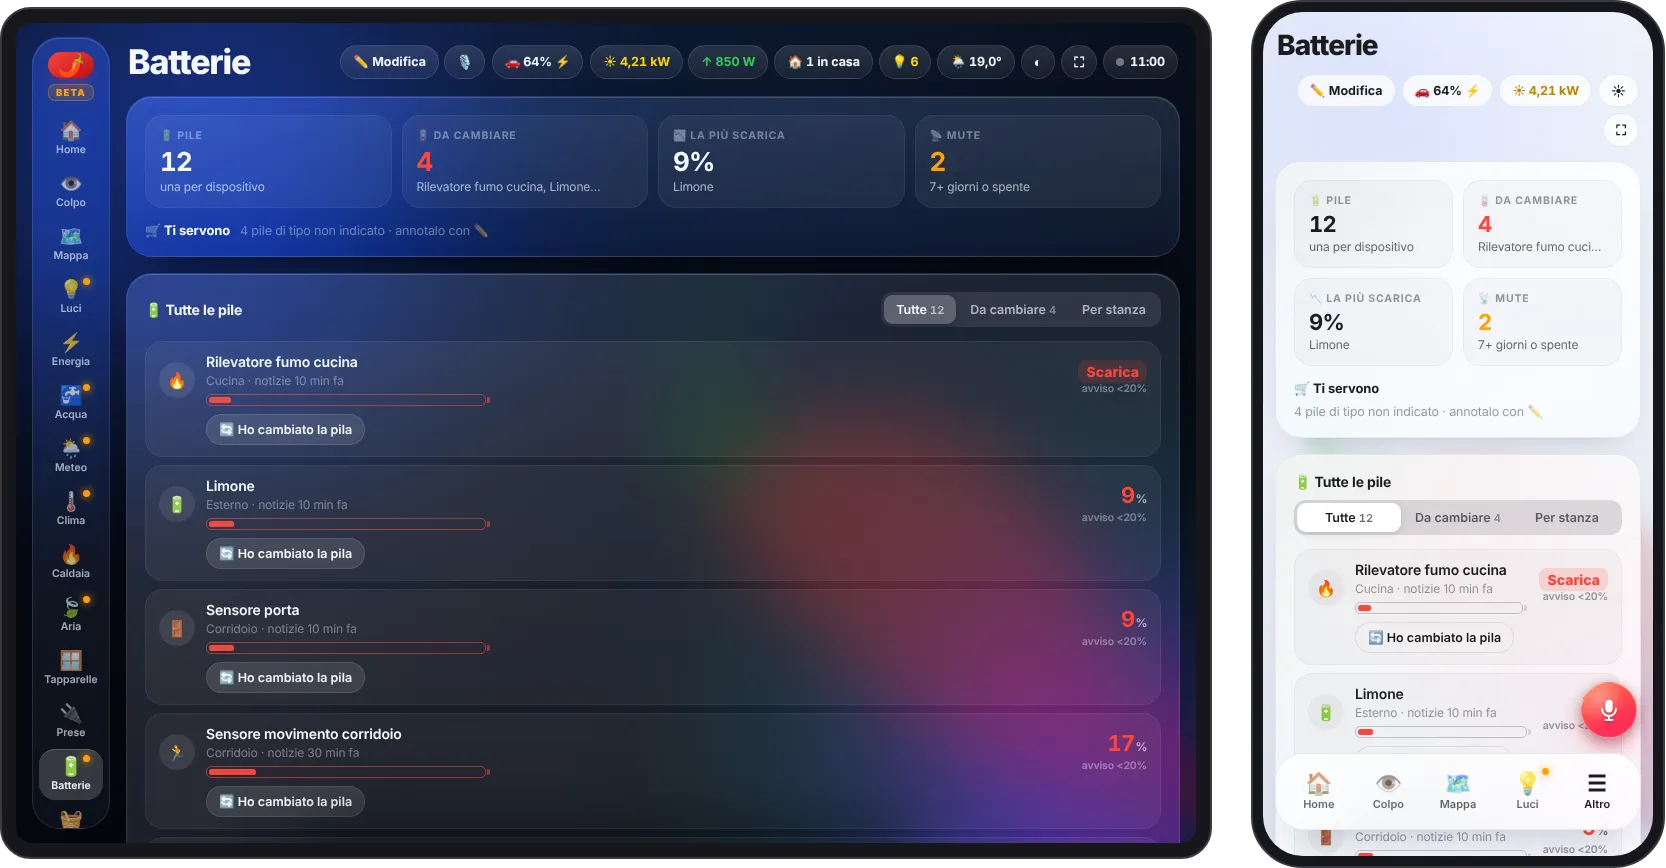 Batterie
✏️ Modifica
🚗 64% ⚡
☀ 4,21 kW
↑ 850 W
🏠 1 in casa
💡 6
🌦 19,0°
11:00
BETA
Home
Colpo
Mappa
Luci
Energia
Acqua
Meteo
Clima
Caldaia
Aria
Tapparelle
Prese
Batterie
PILE
12
una per dispositivo
DA CAMBIARE
4
Rilevatore fumo cucina, Limone...
LA PIÙ SCARICA
9%
Limone
MUTE
2
7+ giorni o spente
🛒 Ti servono 4 pile di tipo non indicato · annotalo con ✏️
Tutte le pile
Tutte 12
Da cambiare 4
Per stanza
Rilevatore fumo cucina
Cucina · notizie 10 min fa
Scarica
avviso <20%
Ho cambiato la pila
Limone
Esterno · notizie 10 min fa
9%
avviso <20%
Ho cambiato la pila
Sensore porta
Corridoio · notizie 10 min fa
9%
avviso <20%
Ho cambiato la pila
Sensore movimento corridoio
Corridoio · notizie 30 min fa
17%
avviso <20%
Ho cambiato la pila
Batterie
✏️ Modifica
🚗 64% ⚡
☀ 4,21 kW
PILE
12
una per dispositivo
DA CAMBIARE
4
Rilevatore fumo cuci...
LA PIÙ SCARICA
9%
Limone
MUTE
2
7+ giorni o spente
🛒 Ti servono
4 pile di tipo non indicato · annotalo con ✏️
Tutte le pile
Tutte 12
Da cambiare 4
Per stanza
Rilevatore fumo cucina
Cucina · notizie 10 min fa
Scarica
avviso <20%
Ho cambiato la pila
Limone
Esterno · notizie 10 min fa
avviso <
Home
Colpo
Mappa
Luci
Altro
Corridoio · notizie 10 min fa
%
avviso <20%